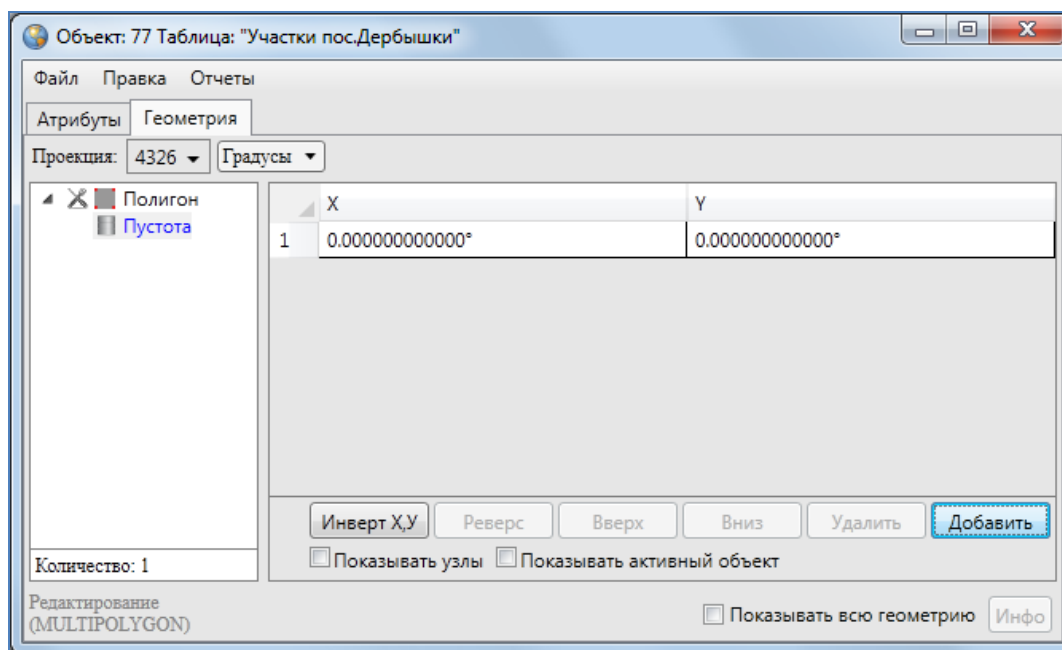 Объект: 77 Таблица: "Участки пос.Дербышки"
Файл Правка Отчеты
Атрибуты Геометрия
Проекция: 4326 Градусы
Полигон
Пустота
X Y
1 0.000000000000° 0.000000000000°
Инверт X,У Реверс Вверх Вниз Удалить Добавить
Показывать узлы Показывать активный объект
Количество: 1
Редактирование
(MULTIPOLYGON)
Показывать всю геометрию Инфо